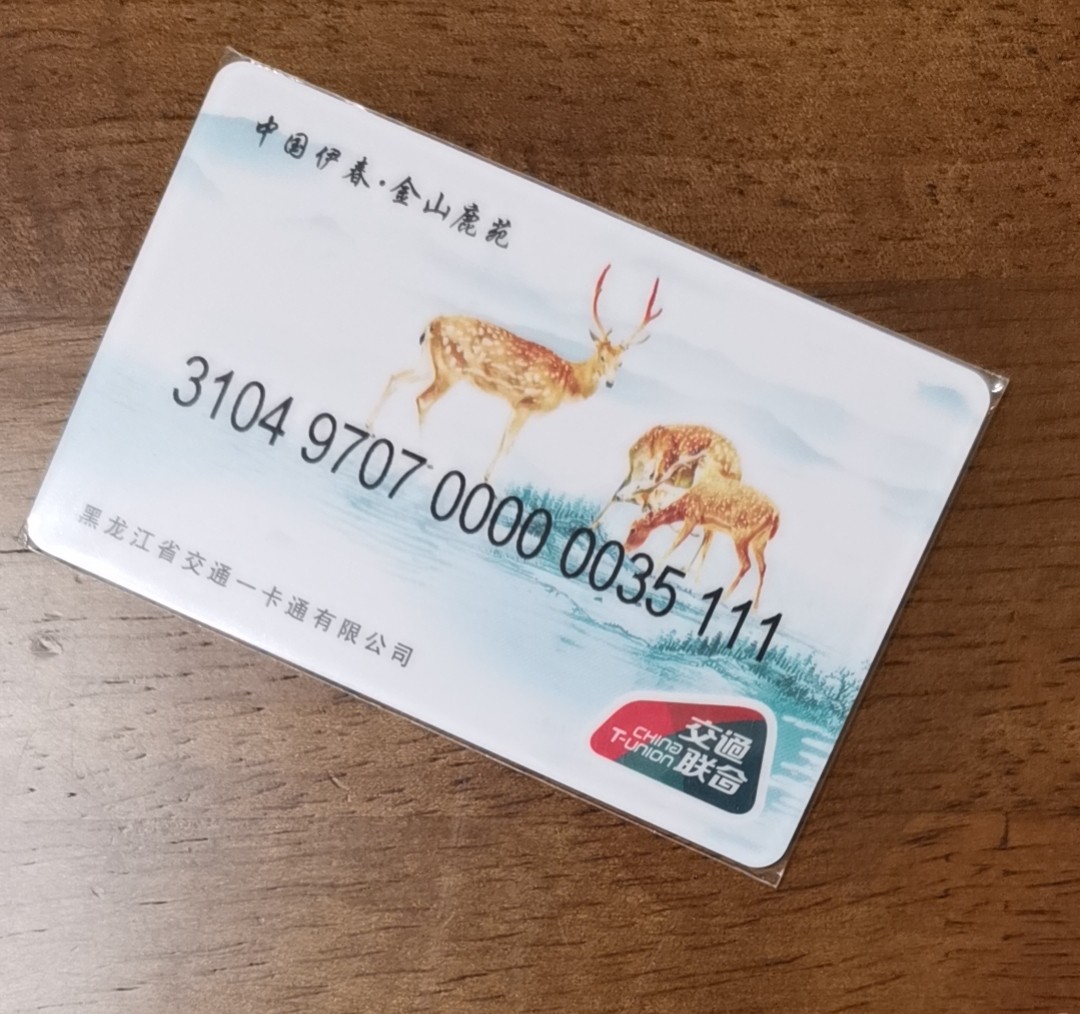 中国伊春·金山鹿苑
3104 9707 0000 0035 111
黑龙江省交通一卡通有限公司
CHINA
T-UNION
交通
联合